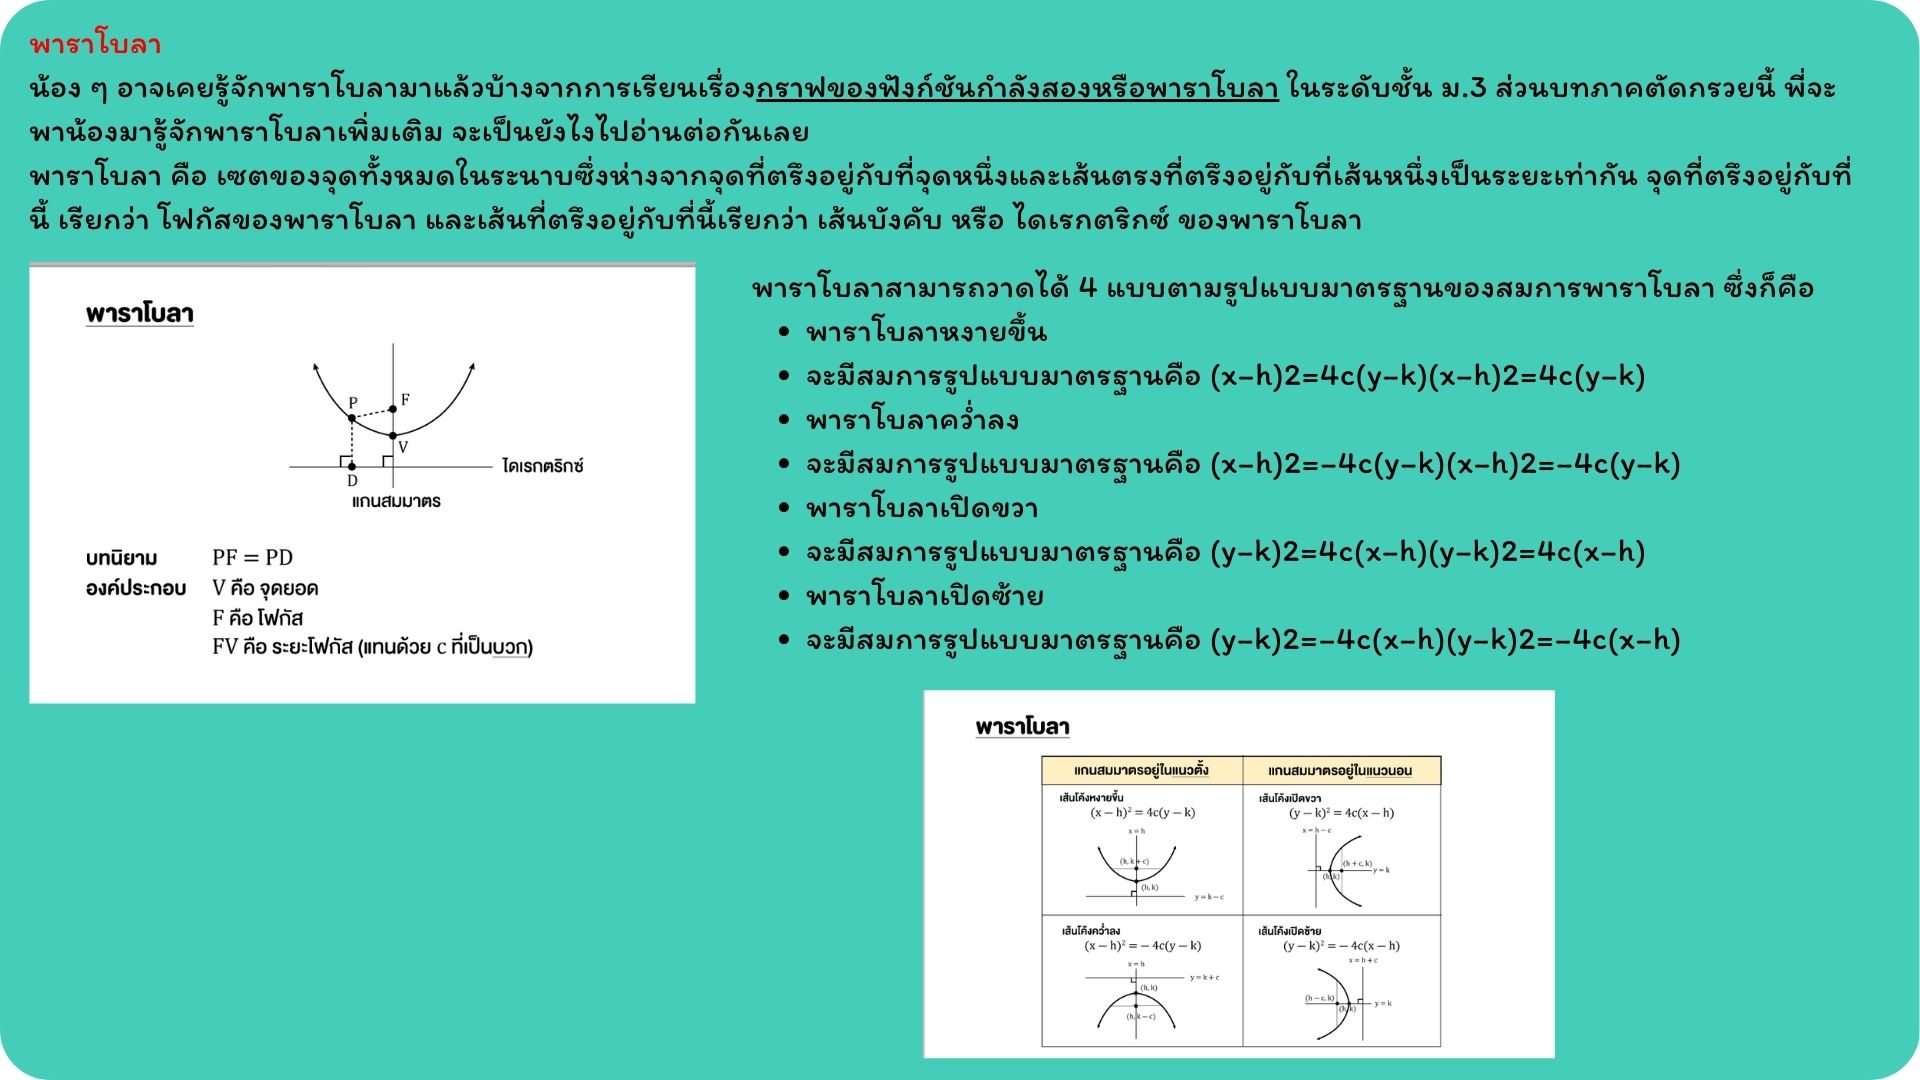 พาราโบลา
น้อง ๆ อาจเคยรู้จักพาราโบลามาแล้วบ้างจากการเรียนเรื่องกราฟของฟังก์ชันกำลังสองหรือพาราโบลา ในระดับชั้น ม.3 ส่วนบทภาคตัดกรวยนี้ พี่จะ
พาน้องมารู้จักพาราโบลาเพิ่มเติม จะเป็นยังไงไปอ่านต่อกันเลย
พาราโบลา คือ เซตของจุดทั้งหมดในระนาบซึ่งห่างจากจุดที่ตรึงอยู่กับที่จุดหนึ่งและเส้นตรงที่ตรึงอยู่กับที่เส้นหนึ่งเป็นระยะเท่ากัน จุดที่ตรึงอยู่กับที่
นี้ เรียกว่า โฟกัสของพาราโบลา และเส้นที่ตรึงอยู่กับที่นี้เรียกว่า เส้นบังคับ หรือ ไดเรกตริกซ์ ของพาราโบลา
พาราโบลา
P
F
V
ไดเรกตริกซ์
D
แกนสมมาตร
บทนิยาม PF = PD
องค์ประกอบ V คือ จุดยอด
F คือ โฟกัส
FV คือ ระยะโฟกัส (แทนด้วย c ที่เป็นบวก)
พาราโบลาสามารถวาดได้ 4 แบบตามรูปแบบมาตรฐานของสมการพาราโบลา ซึ่งก็คือ
• พาราโบลาหงายขึ้น
• จะมีสมการรูปแบบมาตรฐานคือ (x–h)2=4c(y–k)(x–h)2=4c(y–k)
• พาราโบลาคว่ำลง
• จะมีสมการรูปแบบมาตรฐานคือ (x–h)2=–4c(y–k)(x–h)2=–4c(y–k)
• พาราโบลาเปิดขวา
• จะมีสมการรูปแบบมาตรฐานคือ (y–k)2=4c(x–h)(y–k)2=4c(x–h)
• พาราโบลาเปิดซ้าย
• จะมีสมการรูปแบบมาตรฐานคือ (y–k)2=–4c(x–h)(y–k)2=–4c(x–h)
พาราโบลา
แกนสมมาตรอยู่ในแนวตั้ง
แกนสมมาตรอยู่ในแนวนอน
เส้นโค้งหงายขึ้น
(x – h)² = 4c(y – k)
x = h
(h, k + c)
(h, k)
y = k – c
เส้นโค้งเปิดขวา
(y – k)² = 4c(x – h)
x = h – c
(h + c, k)
y = k
(h, k)
เส้นโค้งคว่ำลง
(x – h)² = – 4c(y – k)
x = h
y = k + c
(h, k)
(h, k – c)
เส้นโค้งเปิดซ้าย
(y – k)² = – 4c(x – h)
x = h + c
(h – c, k)
y = k
(h, k)